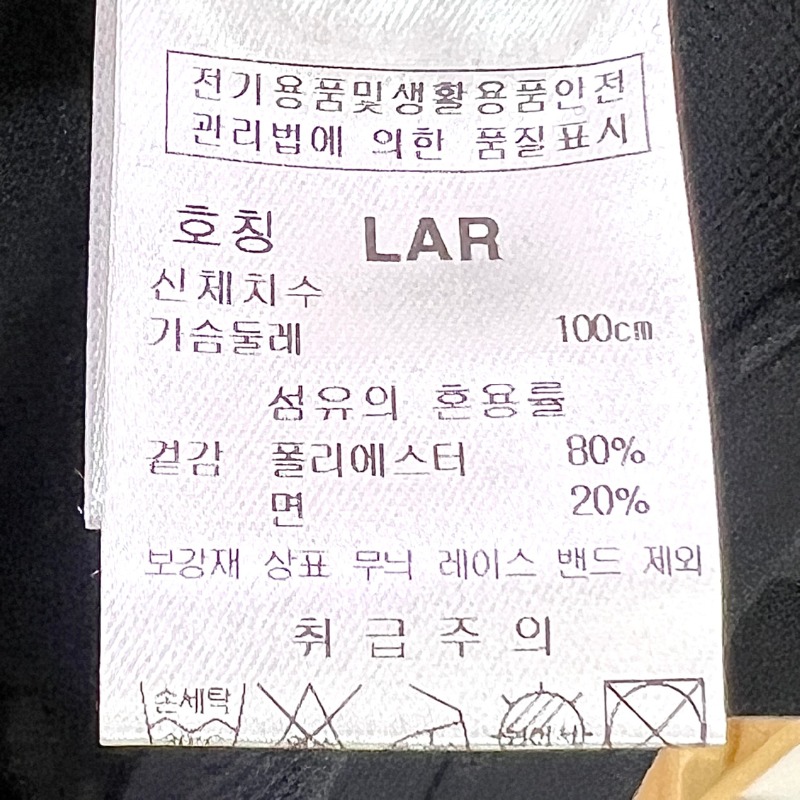 전기용품및생활용품안전
관리법에 의한 품질표시
호칭 LAR
신체치수
가슴둘레 100cm
섬유의 혼용률
겉감 폴리에스터 80%
면 20%
보강재 상표 무늬 레이스 밴드 제외
취급주의
손세탁